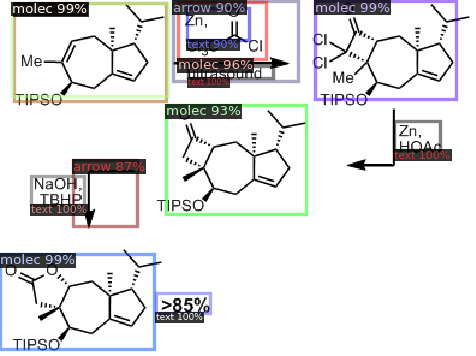 molec 99%
arrow 90%
molec 99%
Zn,
O
text 90%
Cl
Cl
Cl
molec 96%
text 100%
ultrasound
Me
Me
TIPSO
TIPSO
molec 93%
Zn,
HOAc
text 100%
arrow 87%
NaOH,
TBHP
text 100%
TIPSO
molec 99%
O
O
>85%
text 100%
TIPSO